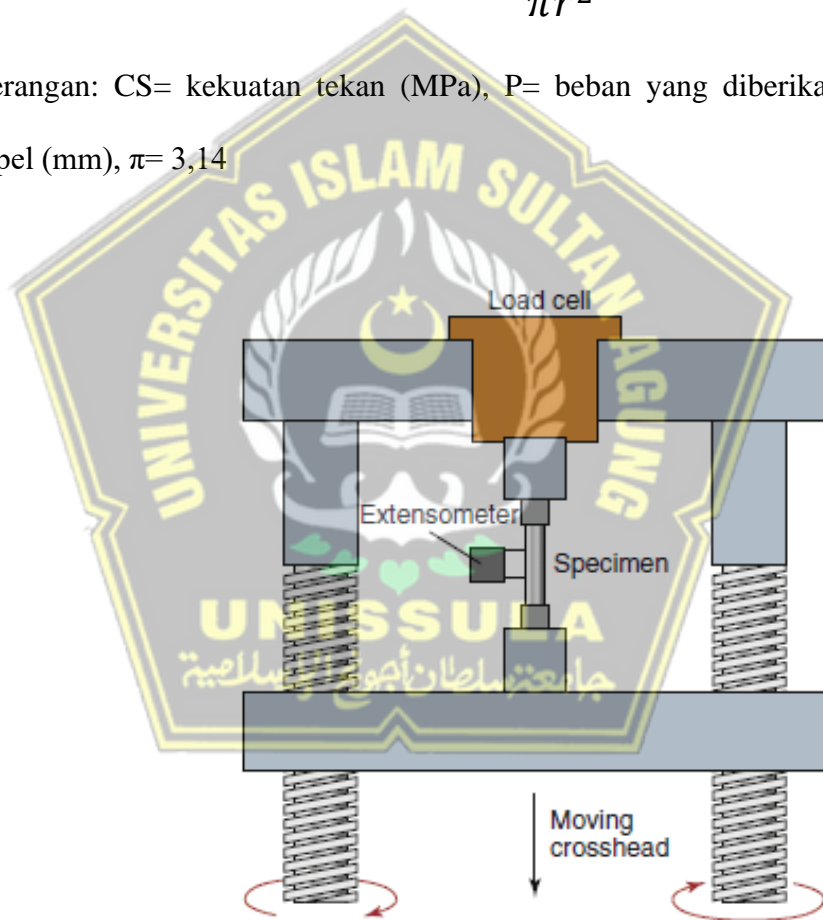 πr²
erangan: CS= kekuatan tekan (MPa), P= beban yang diberika
pel (mm), π= 3,14
UNIVERSITAS ISLAM SULTAN AGUNG
Load cell
Extensometer
Specimen
UNISSULA
جامعة سلطان أجونج الإسلامية
Moving
crosshead